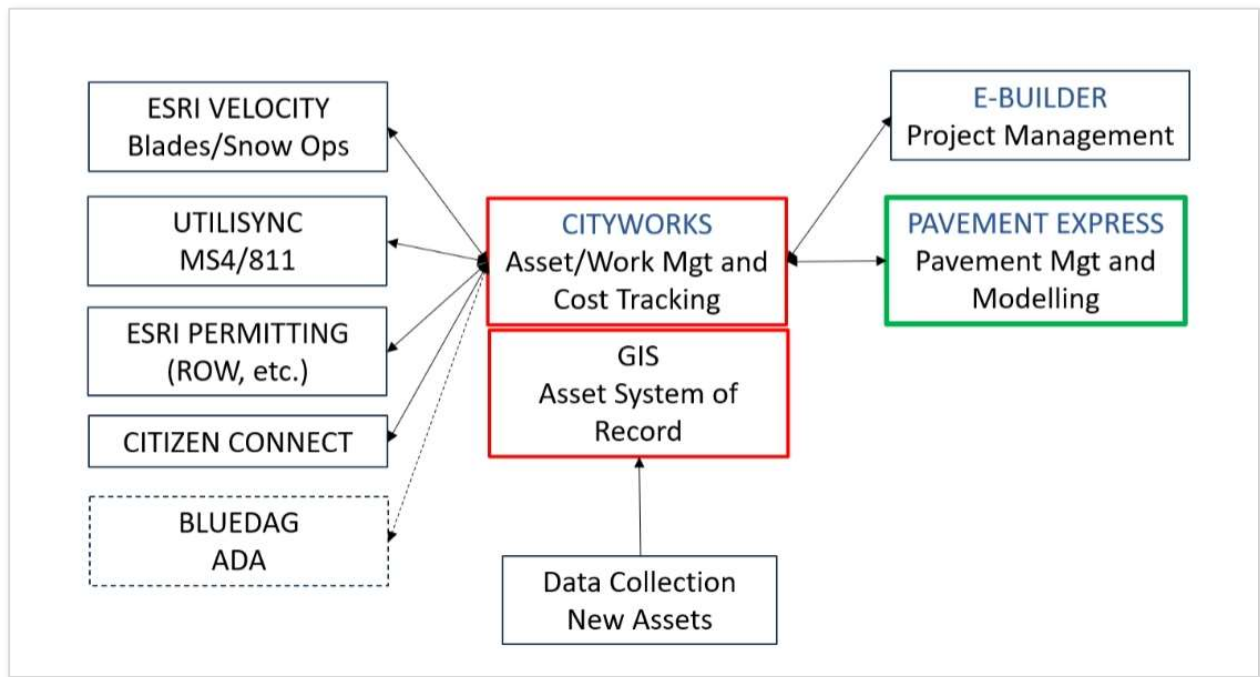 ESRI VELOCITY
Blades/Snow Ops
UTILISYNC
MS4/811
ESRI PERMITTING
(ROW, etc.)
CITIZEN CONNECT
BLUEDAG
ADA
CITYWORKS
Asset/Work Mgt and
Cost Tracking
GIS
Asset System of
Record
Data Collection
New Assets
E-BUILDER
Project Management
PAVEMENT EXPRESS
Pavement Mgt and
Modelling